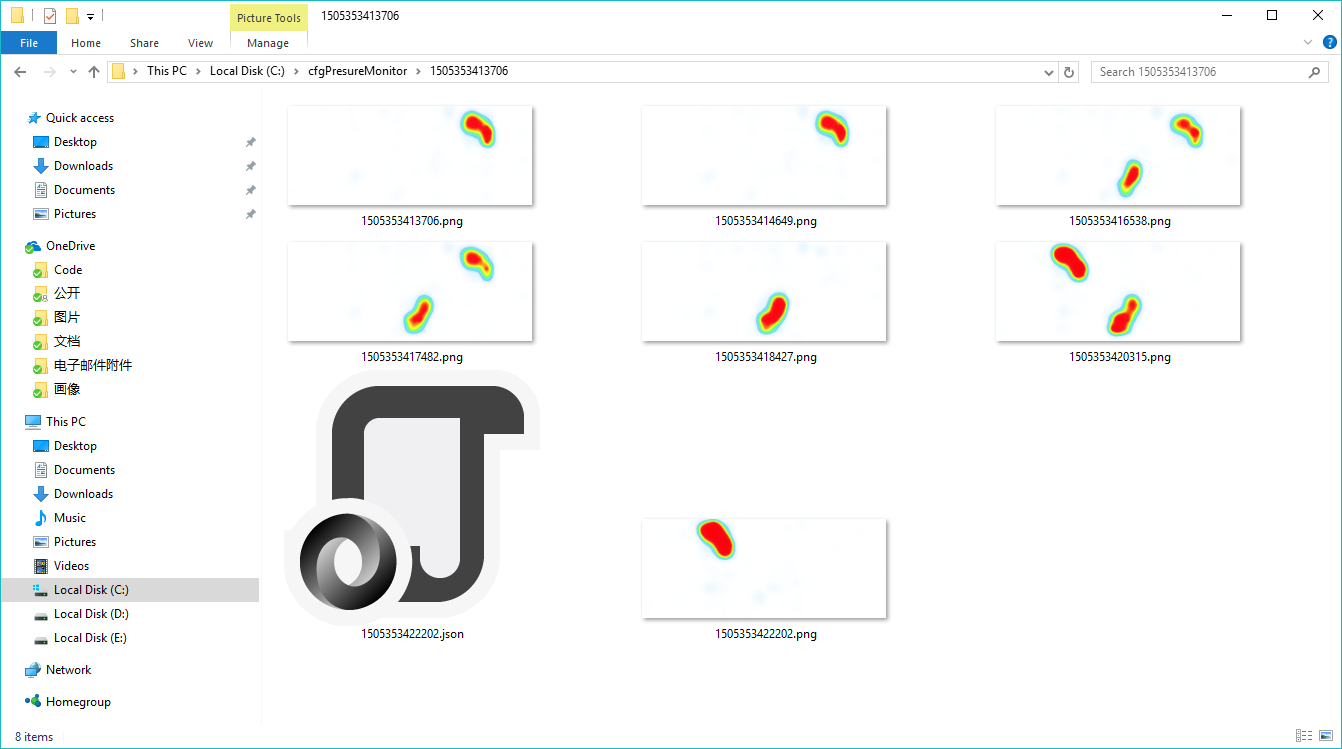 Picture Tools
1505353413706
File
Home
Share
View
Manage
This PC
Local Disk (C:)
cfgPresureMonitor
1505353413706
Search 1505353413706
Quick access
Desktop
Downloads
Documents
Pictures
OneDrive
Code
公开
图片
文档
电子邮件附件
画像
This PC
Desktop
Documents
Downloads
Music
Pictures
Videos
Local Disk (C:)
Local Disk (D:)
Local Disk (E:)
Network
Homegroup
1505353413706.png
1505353414649.png
1505353416538.png
1505353417482.png
1505353418427.png
1505353420315.png
1505353422202.json
1505353422202.png
8 items